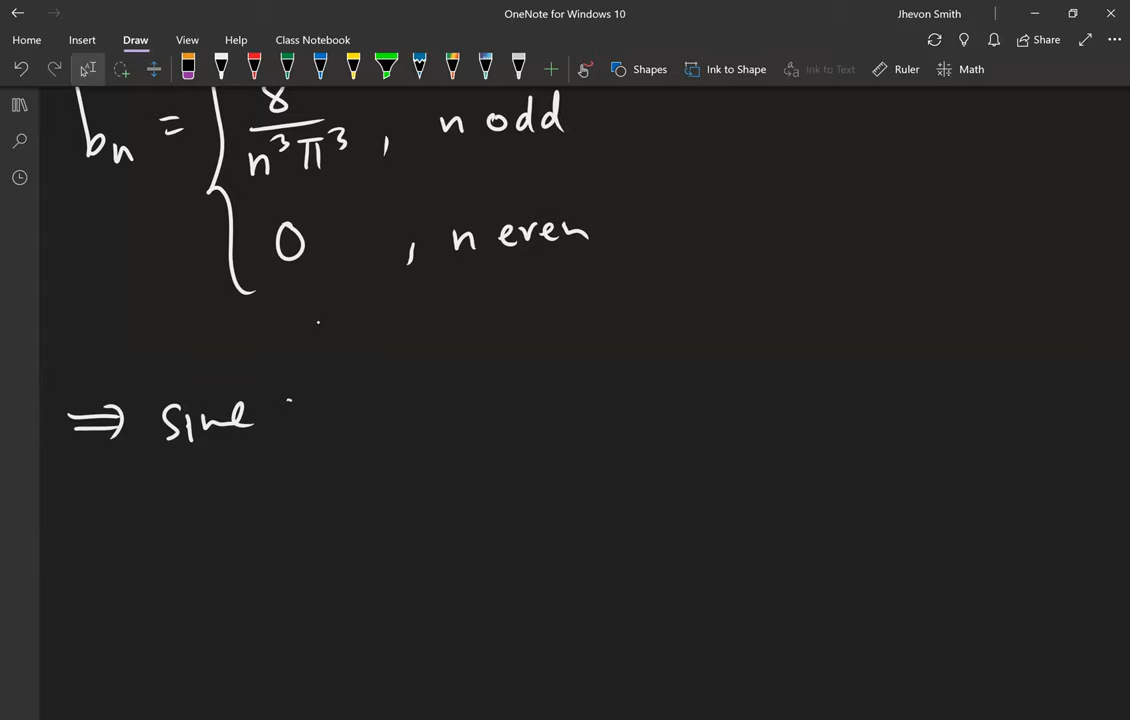 OneNote for Windows 10
Jhevon Smith
Home Insert Draw View Help Class Notebook
Share
Shapes
Ink to Shape
Ink to Text
Ruler
Math
bn = { 8/n³π³ , n odd
0 , n even
⇒ Sine